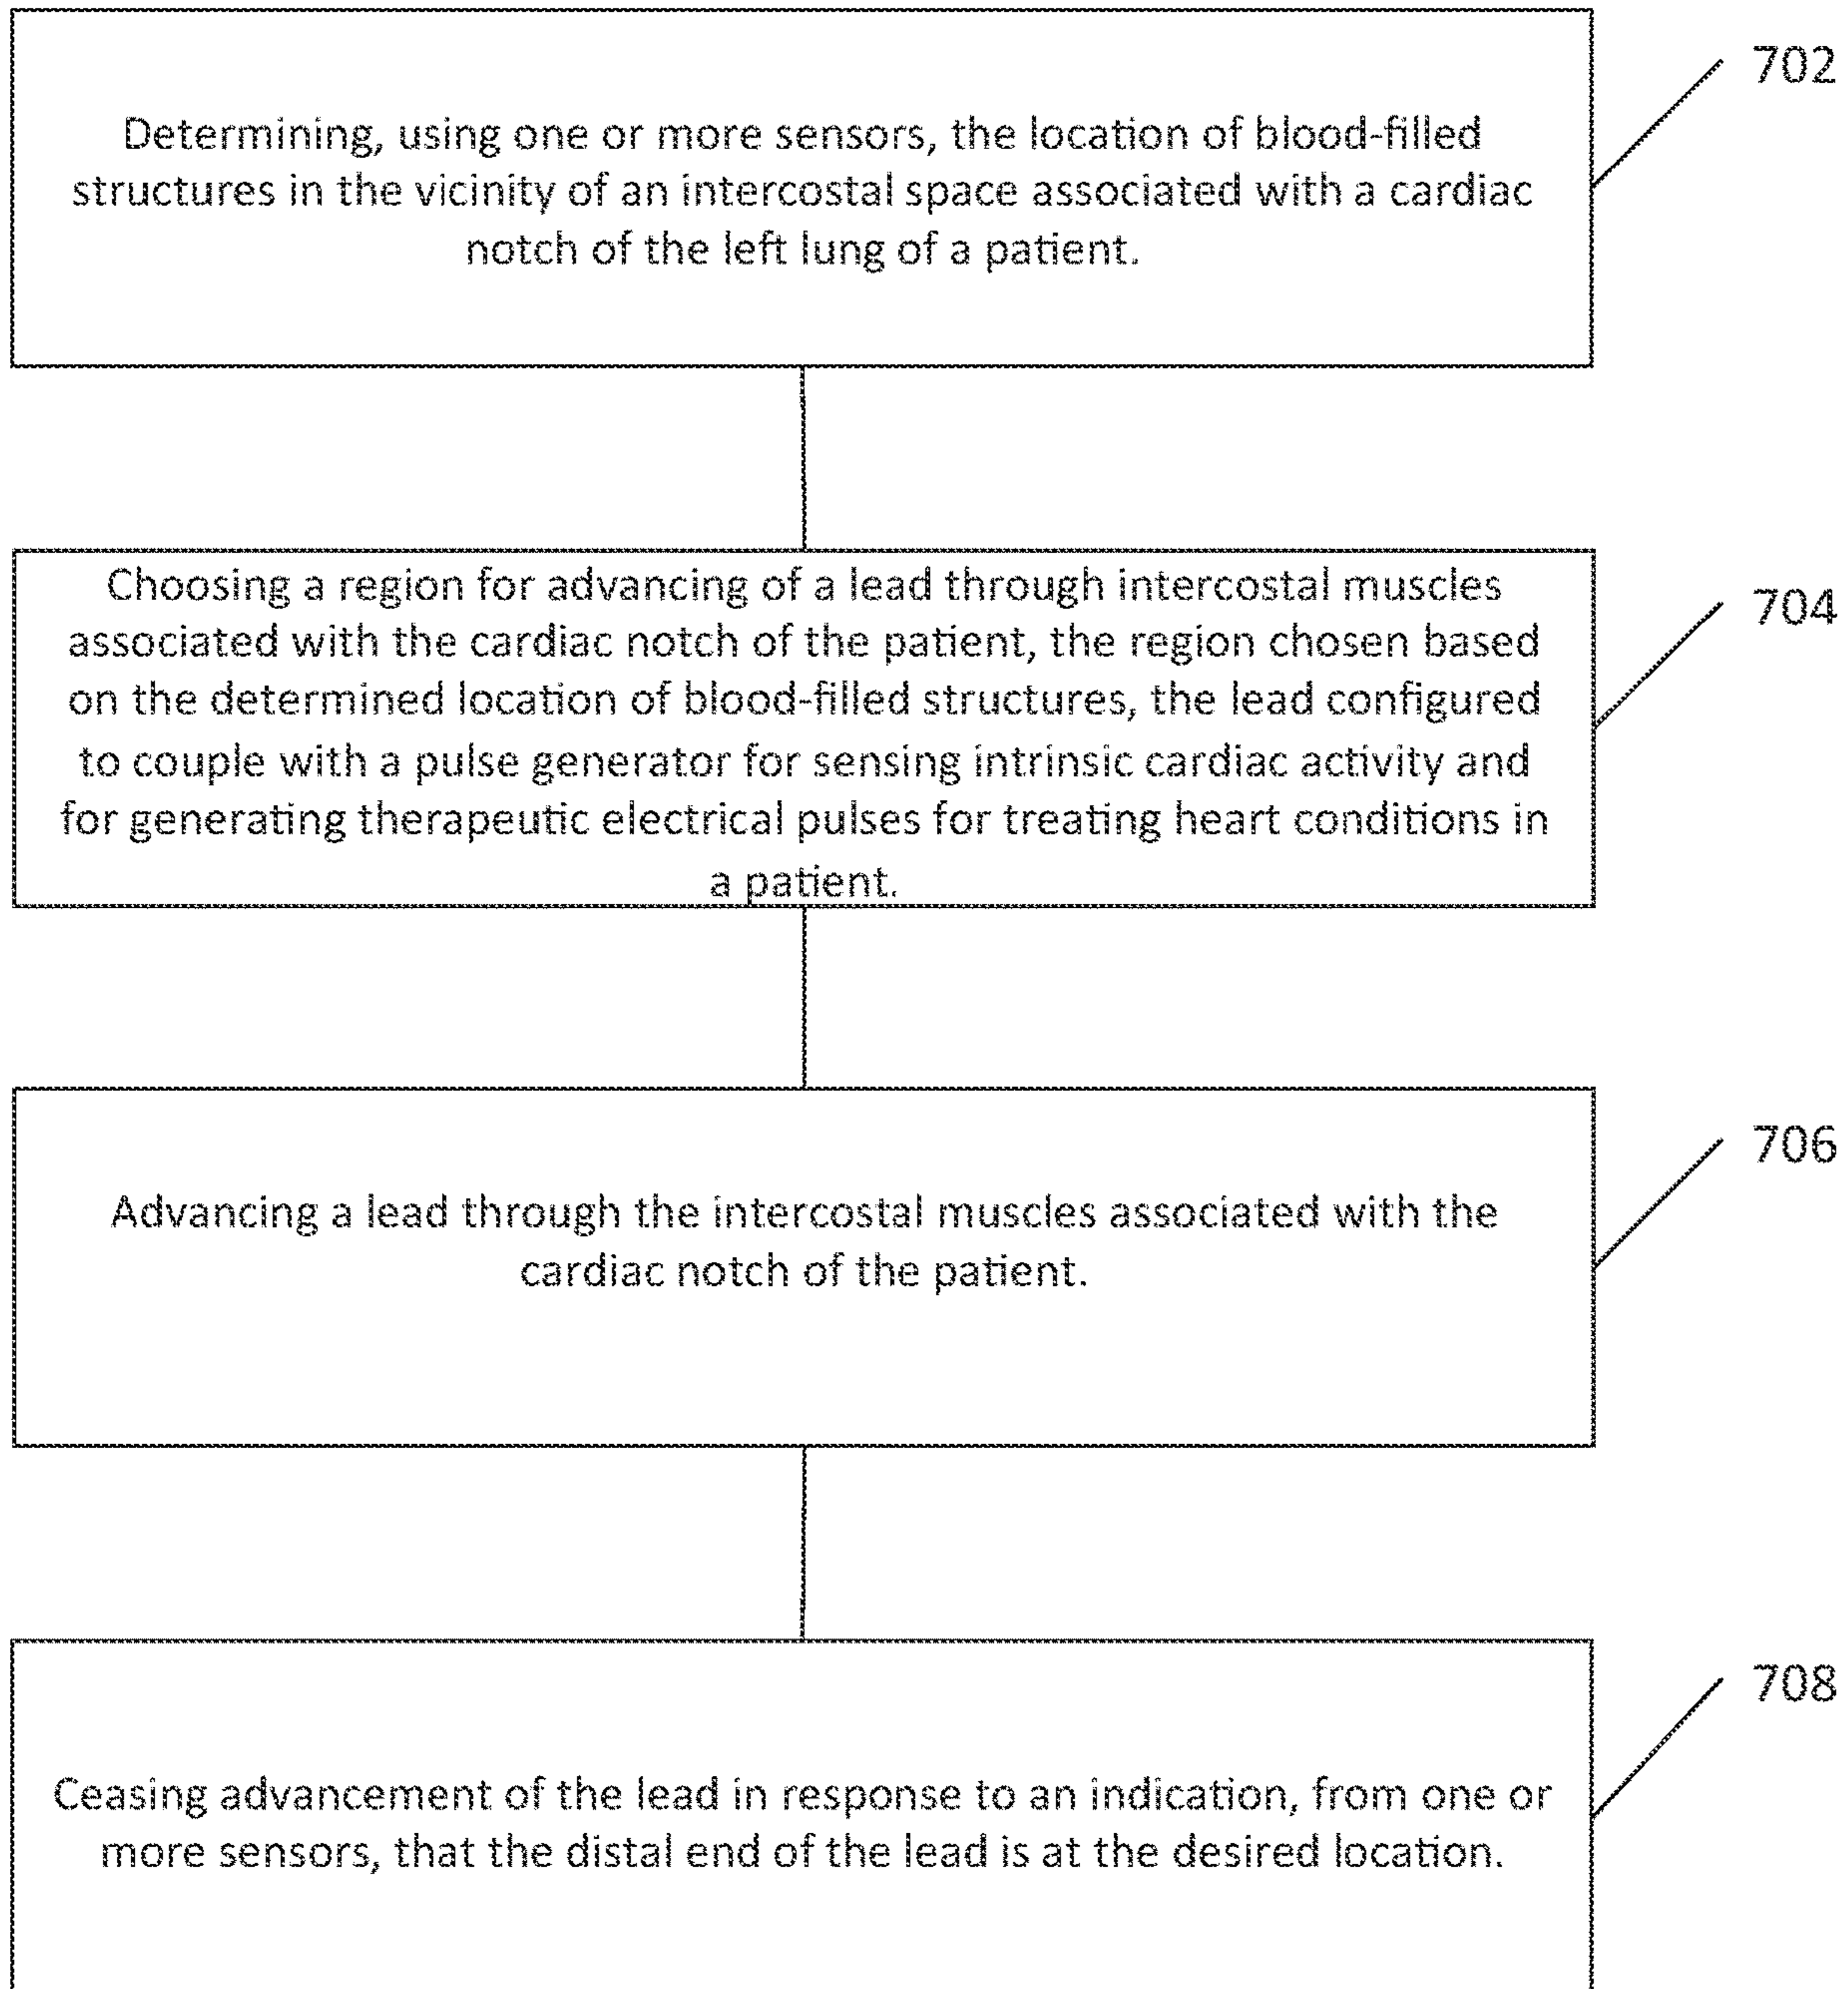 702
Determining, using one or more sensors, the location of blood-filled
structures in the vicinity of an intercostal space associated with a cardiac
notch of the left lung of a patient.
704
Choosing a region for advancing of a lead through intercostal muscles
associated with the cardiac notch of the patient, the region chosen based
on the determined location of blood-filled structures, the lead configured
to couple with a pulse generator for sensing intrinsic cardiac activity and
for generating therapeutic electrical pulses for treating heart conditions in
a patient.
706
Advancing a lead through the intercostal muscles associated with the
cardiac notch of the patient.
708
Ceasing advancement of the lead in response to an indication, from one or
more sensors, that the distal end of the lead is at the desired location.